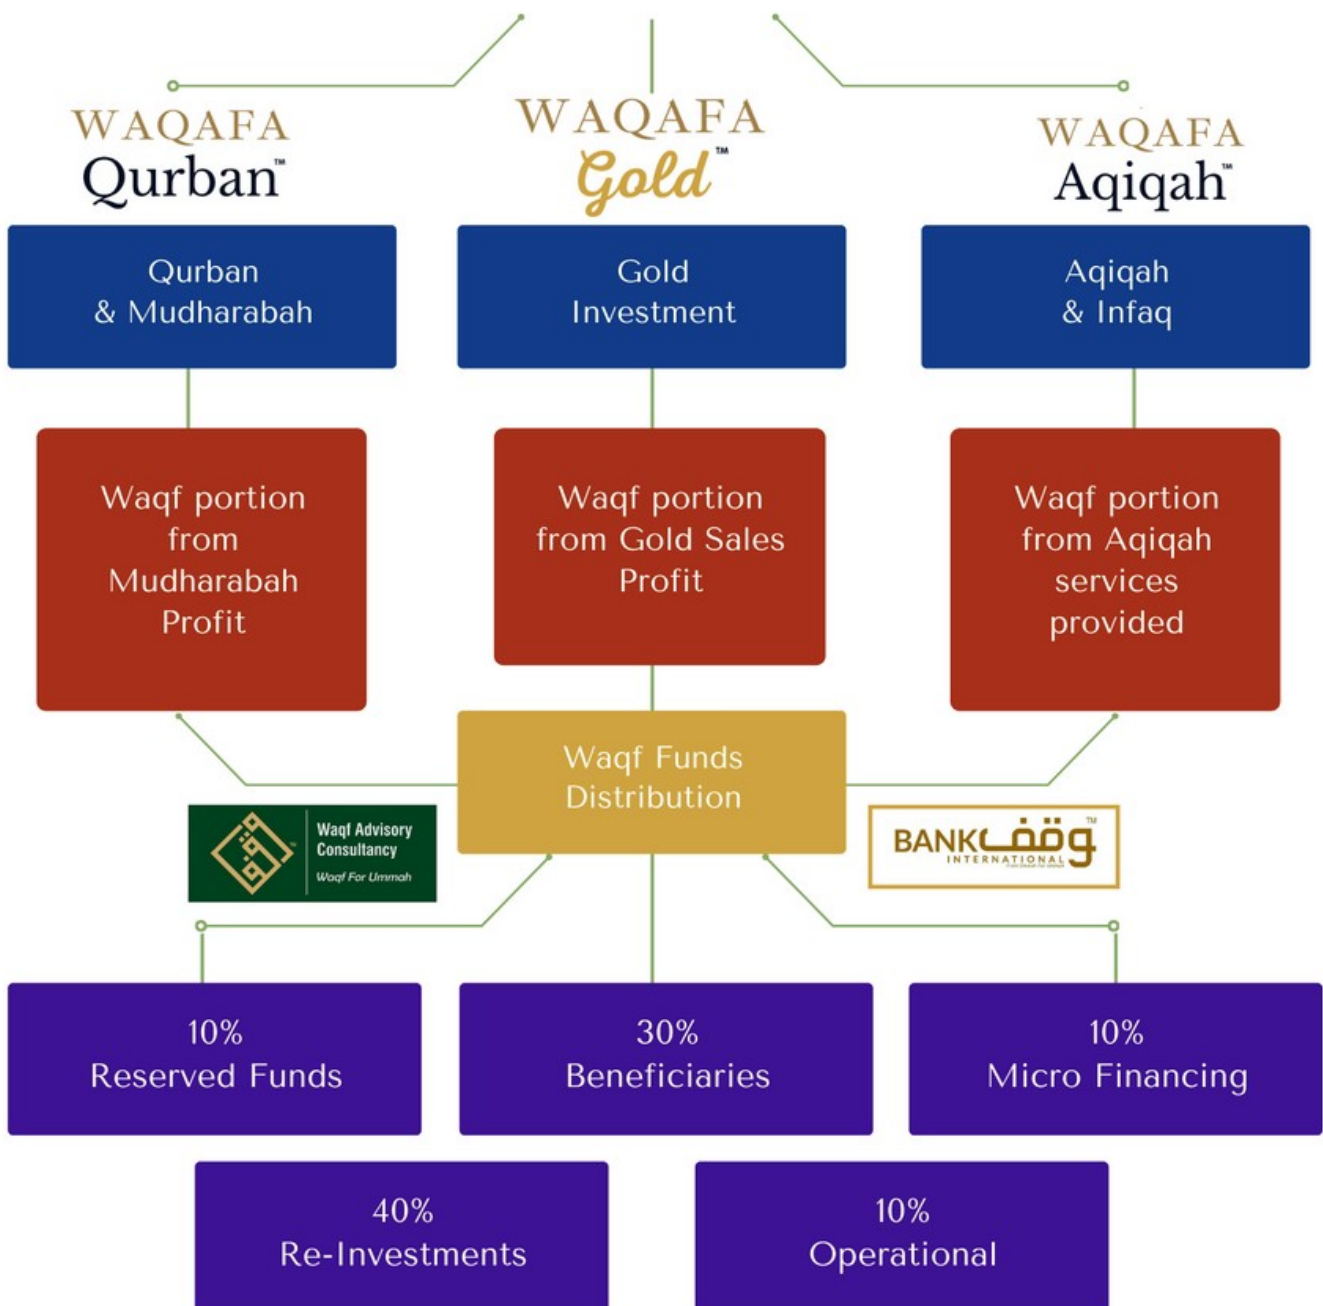 WAQAFA
Qurban™
WAQAFA
Gold™
WAQAFA
Aqiqah™
Qurban
& Mudharabah
Gold
Investment
Aqiqah
& Infaq
Waqf portion
from
Mudharabah
Profit
Waqf portion
from Gold Sales
Profit
Waqf portion
from Aqiqah
services
provided
Waqf Funds
Distribution
Waqf Advisory
Consultancy
Waqf For Ummah
BANK وقف TM
INTERNATIONAL
10%
Reserved Funds
30%
Beneficiaries
10%
Micro Financing
40%
Re-Investments
10%
Operational